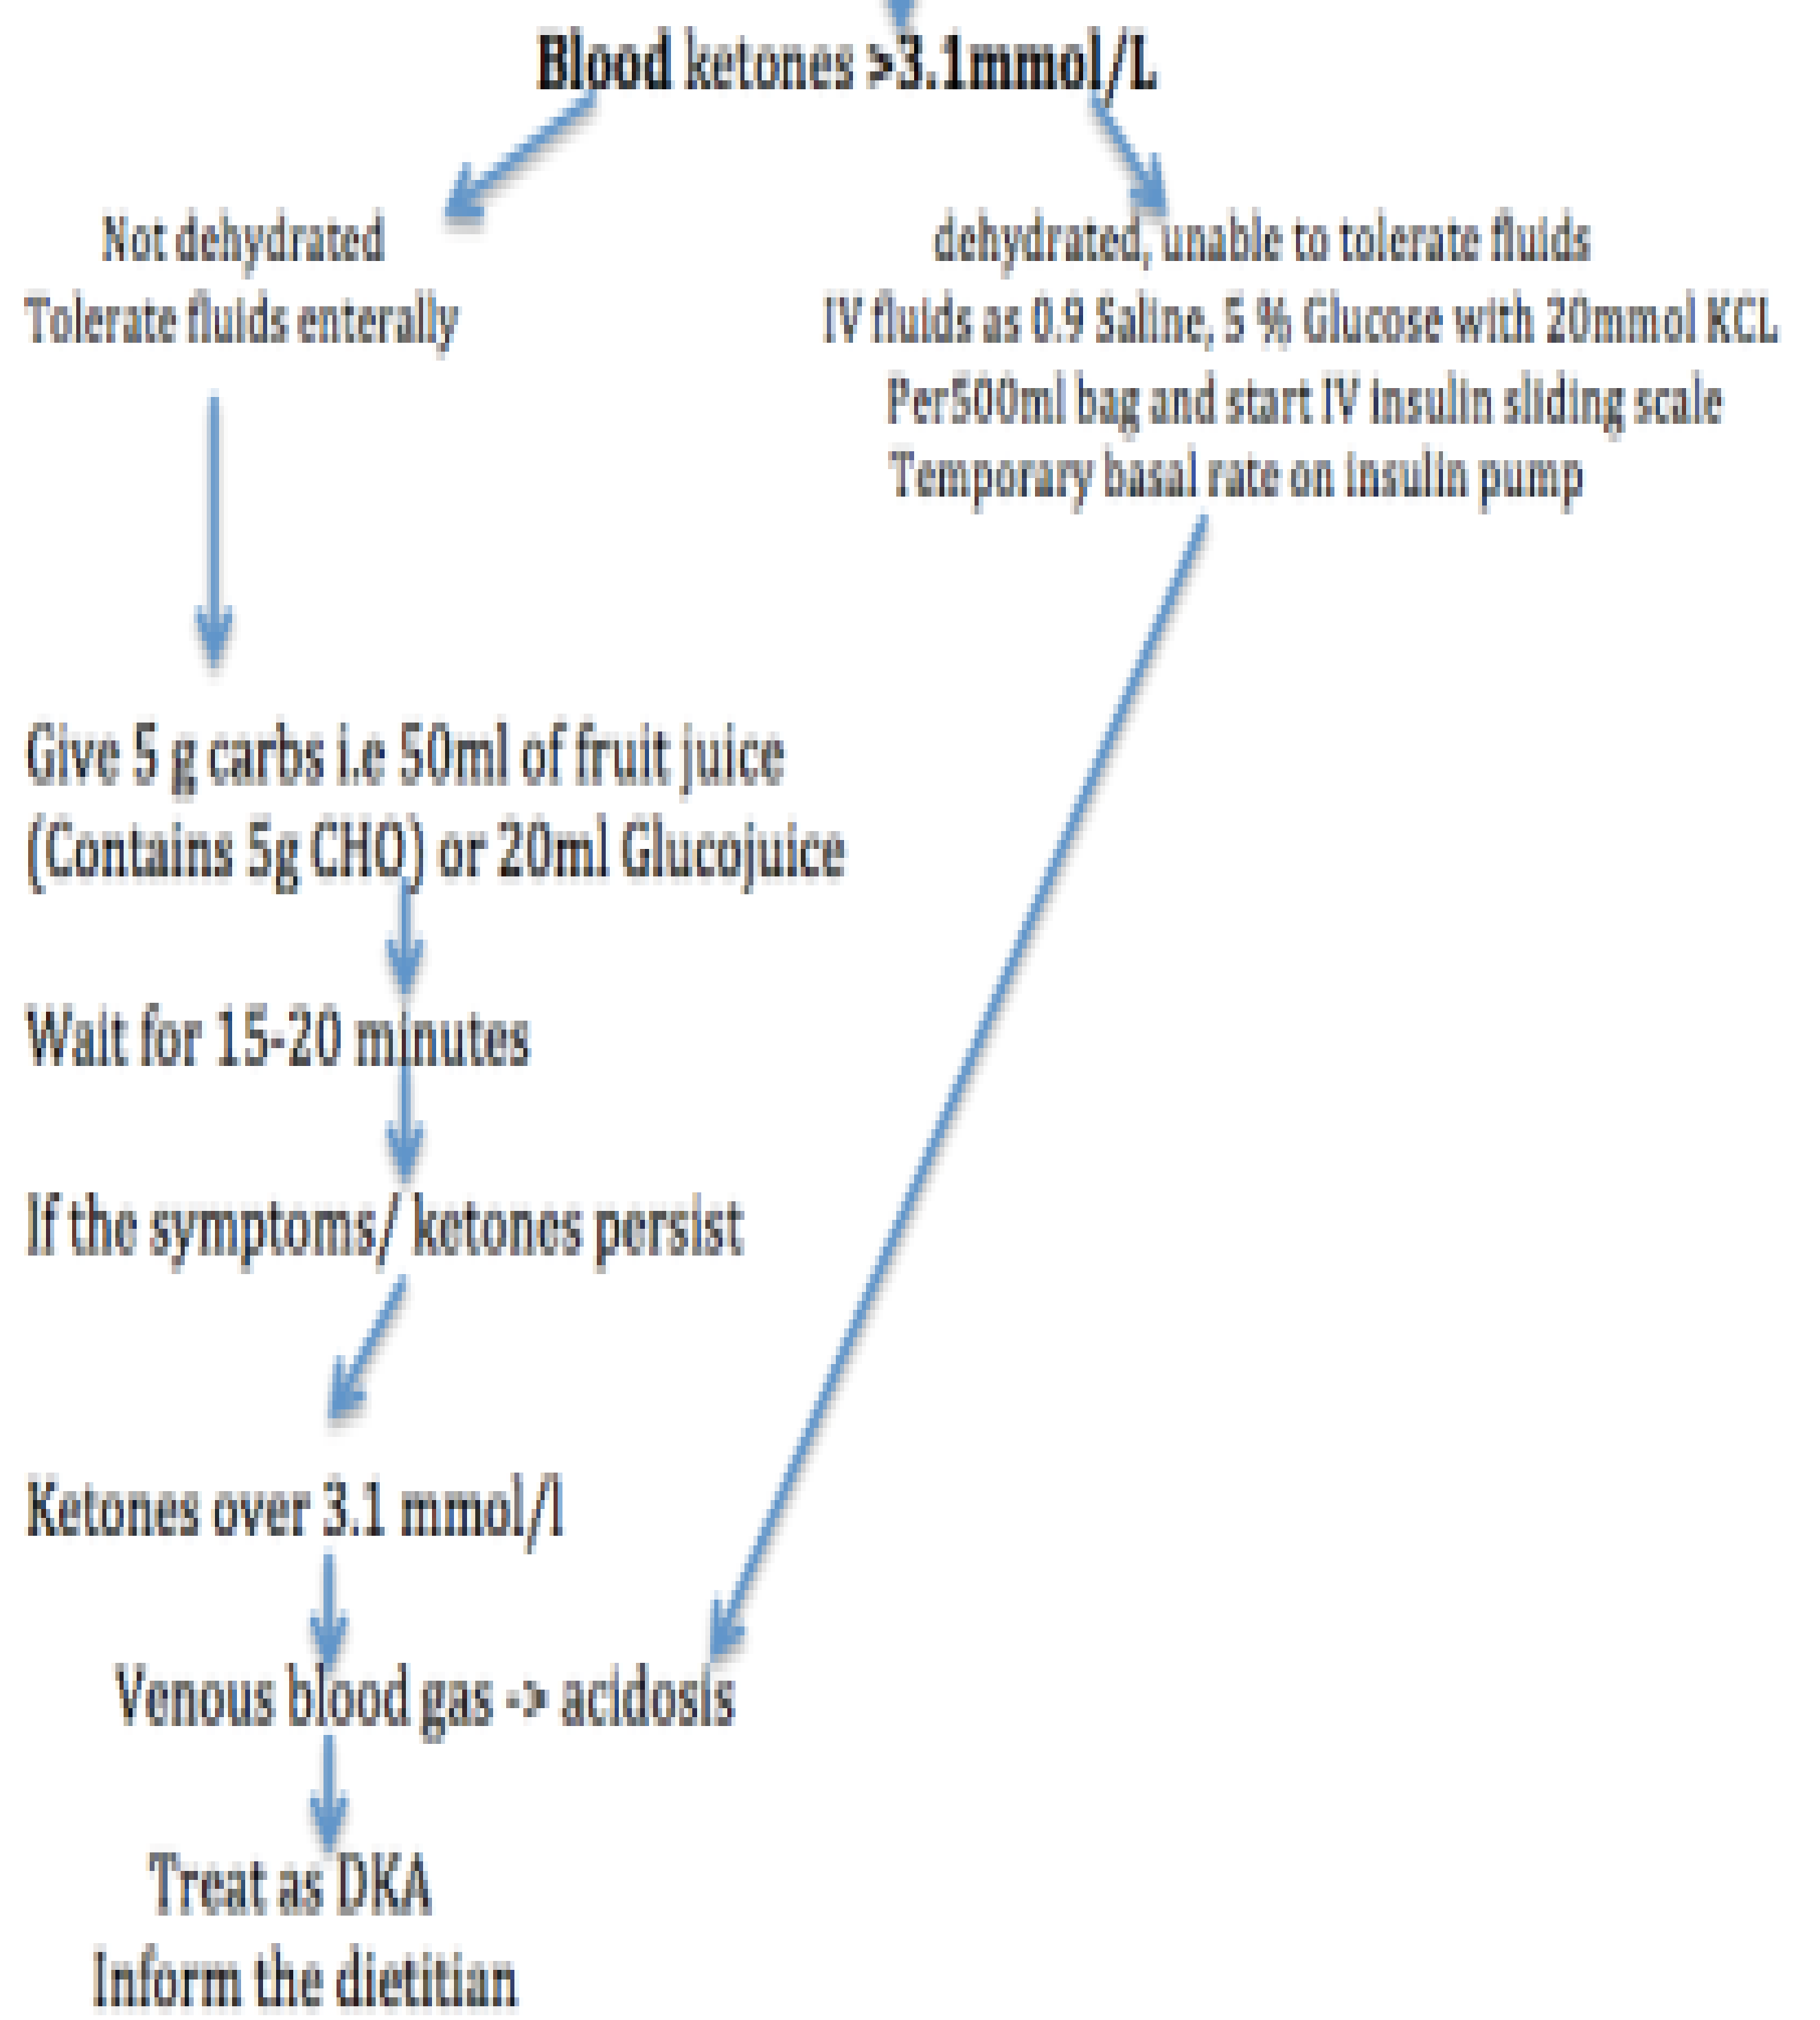 Blood ketones >3.1mmol/L
Not dehydrated
Tolerate fluids enterally
dehydrated, unable to tolerate fluids
IV fluids as 0.9 Saline, 5 % Glucose with 20mmol KCL
Per500ml bag and start IV insulin sliding scale
Temporary basal rate on insulin pump
Give 5 g carbs i.e 50ml of fruit juice
(Contains 5g CHO) or 20ml Glucojuice
Wait for 15-20 minutes
If the symptoms/ ketones persist
Ketones over 3.1 mmol/l
Venous blood gas -> acidosis
Treat as DKA
Inform the dietitian